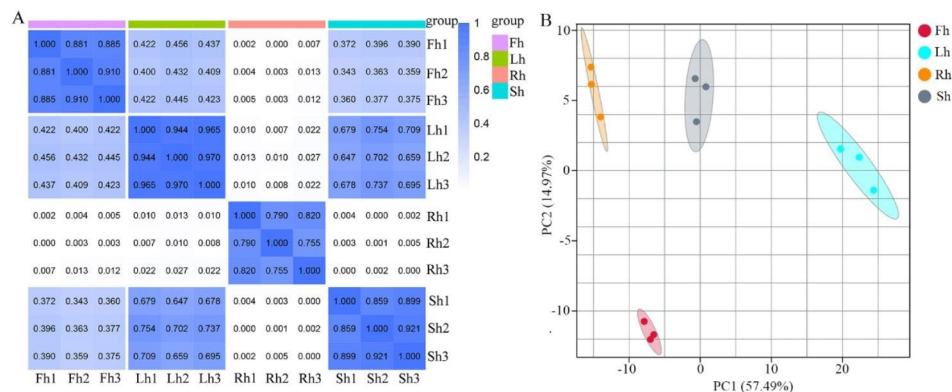 A
group
1
0.8
0.6
0.4
0.2
group
Fh
Lh
Rh
Sh
1.000 0.881 0.885 0.422 0.456 0.437 0.002 0.000 0.007 0.372 0.396 0.390 Fh1
0.881 1.000 0.910 0.400 0.432 0.409 0.004 0.003 0.013 0.343 0.363 0.359 Fh2
0.885 0.910 1.000 0.422 0.445 0.423 0.005 0.003 0.012 0.360 0.377 0.375 Fh3
0.422 0.400 0.422 1.000 0.944 0.965 0.010 0.007 0.022 0.679 0.754 0.709 Lh1
0.456 0.432 0.445 0.944 1.000 0.970 0.013 0.010 0.027 0.647 0.702 0.659 Lh2
0.437 0.409 0.423 0.965 0.970 1.000 0.010 0.008 0.022 0.678 0.737 0.695 Lh3
0.002 0.004 0.005 0.010 0.013 0.010 1.000 0.790 0.820 0.004 0.000 0.002 Rh1
0.000 0.003 0.003 0.007 0.010 0.008 0.790 1.000 0.755 0.003 0.001 0.005 Rh2
0.007 0.013 0.012 0.022 0.027 0.022 0.820 0.755 1.000 0.000 0.002 0.000 Rh3
0.372 0.343 0.360 0.679 0.647 0.678 0.004 0.003 0.000 1.000 0.859 0.899 Sh1
0.396 0.363 0.377 0.754 0.702 0.737 0.000 0.001 0.002 0.859 1.000 0.921 Sh2
0.390 0.359 0.375 0.709 0.659 0.695 0.002 0.005 0.000 0.899 0.921 1.000 Sh3
Fh1 Fh2 Fh3 Lh1 Lh2 Lh3 Rh1 Rh2 Rh3 Sh1 Sh2 Sh3
B
10
5
0
-5
-10
PC2 (14.97%)
-10 0 10 20
PC1 (57.49%)
Fh
Lh
Rh
Sh